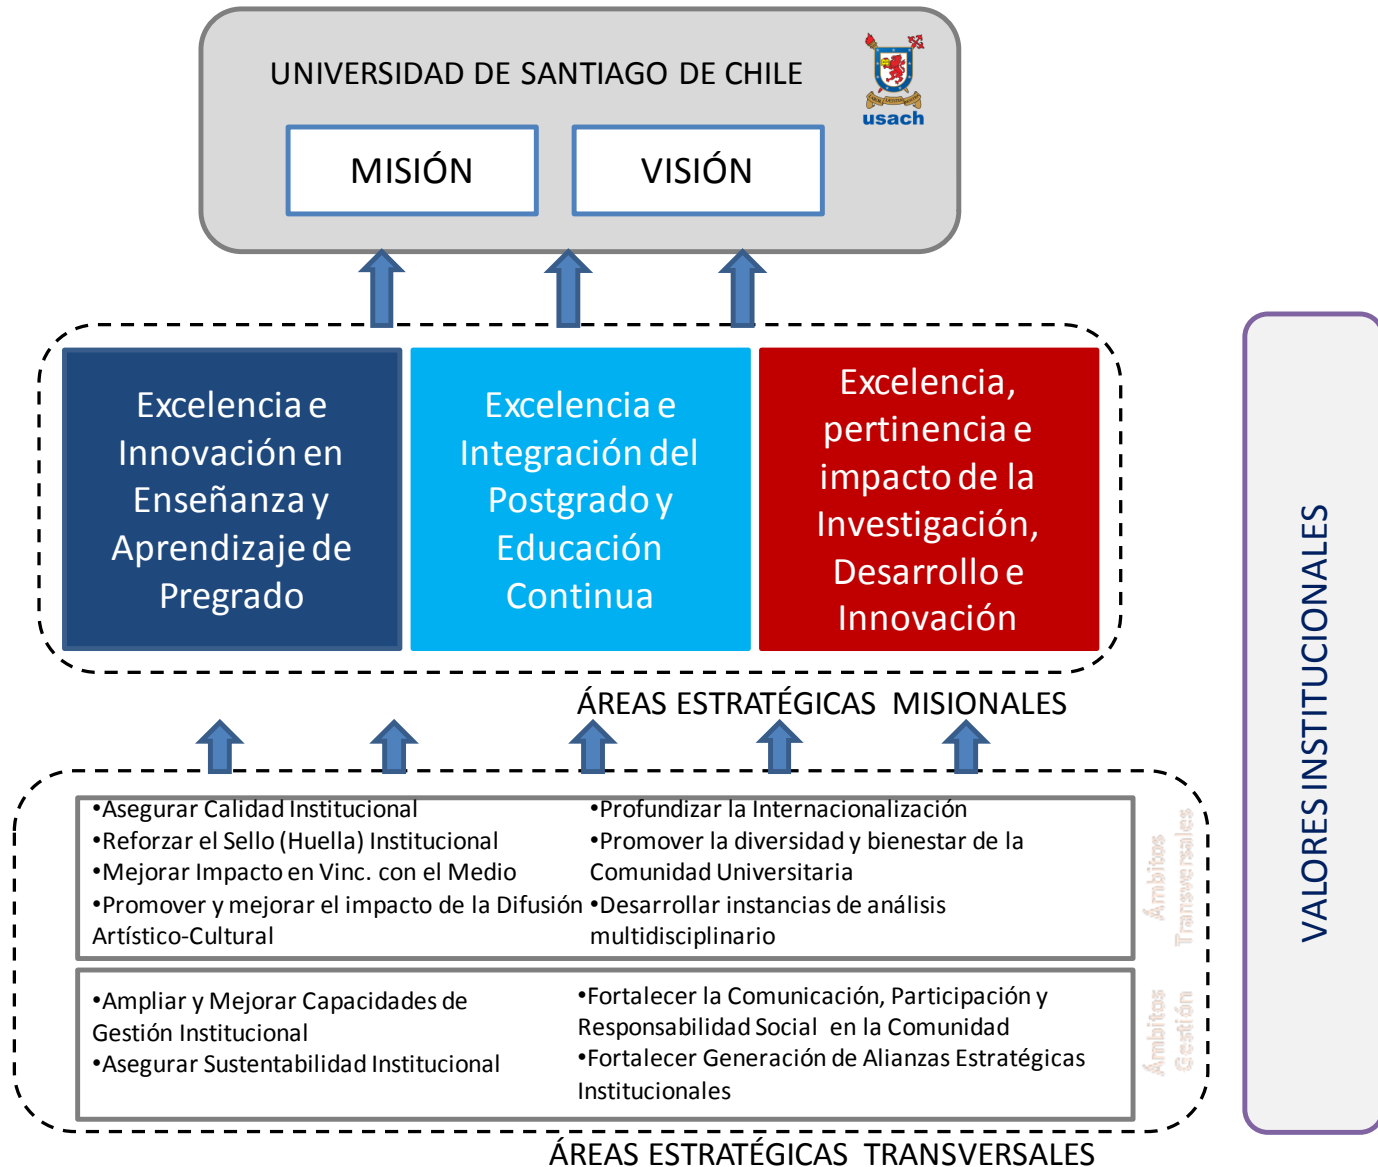 UNIVERSIDAD DE SANTIAGO DE CHILE
usach
MISIÓN
VISIÓN
Excelencia e
Innovación en
Enseñanza y
Aprendizaje de
Pregrado
Excelencia e
Integración del
Postgrado y
Educación
Continua
Excelencia,
pertinencia e
impacto de la
Investigación,
Desarrollo e
Innovación
ÁREAS ESTRATÉGICAS MISIONALES
•Asegurar Calidad Institucional
•Reforzar el Sello (Huella) Institucional
•Mejorar Impacto en Vinc. con el Medio
•Promover y mejorar el impacto de la Difusión
Artístico-Cultural
•Profundizar la Internacionalización
•Promover la diversidad y bienestar de la
Comunidad Universitaria
•Desarrollar instancias de análisis
multidisciplinario
Ámbitos
Transversales
•Ampliar y Mejorar Capacidades de
Gestión Institucional
•Asegurar Sustentabilidad Institucional
•Fortalecer la Comunicación, Participación y
Responsabilidad Social en la Comunidad
•Fortalecer Generación de Alianzas Estratégicas
Institucionales
Ámbitos
Gestión
ÁREAS ESTRATÉGICAS TRANSVERSALES
VALORES INSTITUCIONALES